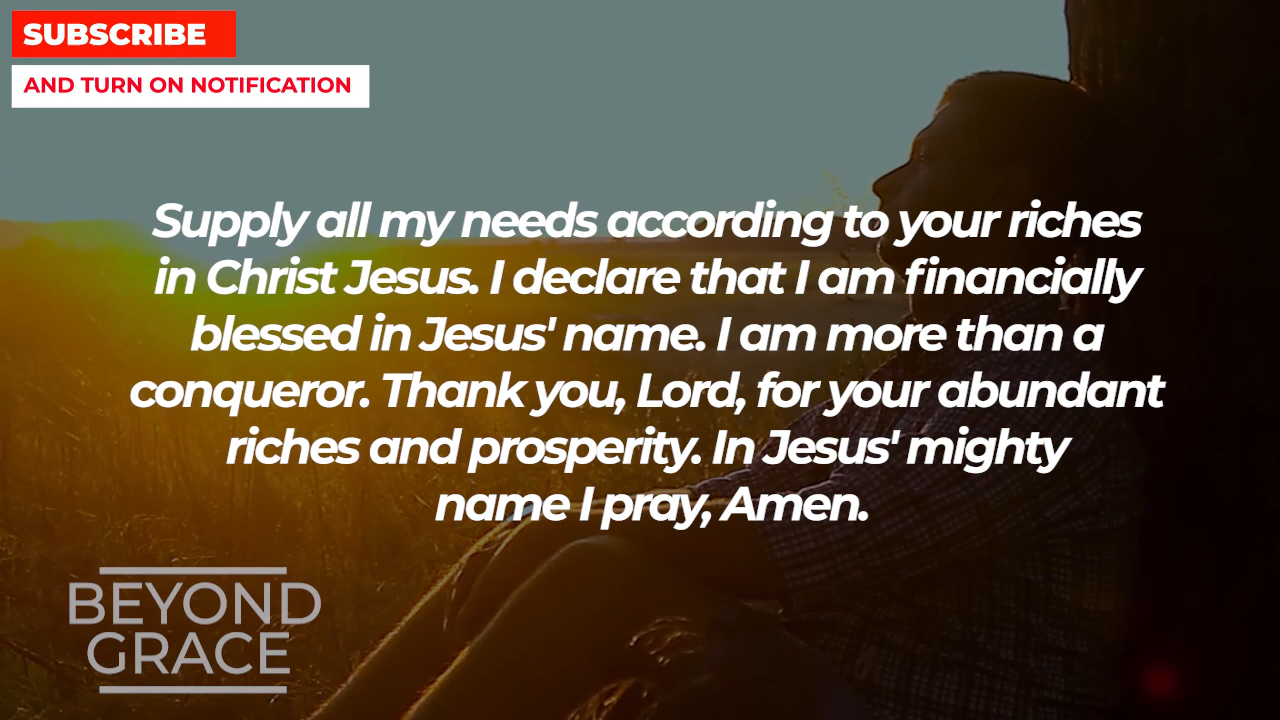 SUBSCRIBE
AND TURN ON NOTIFICATION
Supply all my needs according to your riches
in Christ Jesus. I declare that I am financially
blessed in Jesus' name. I am more than a
conqueror. Thank you, Lord, for your abundant
riches and prosperity. In Jesus' mighty
name I pray, Amen.
BEYOND
GRACE